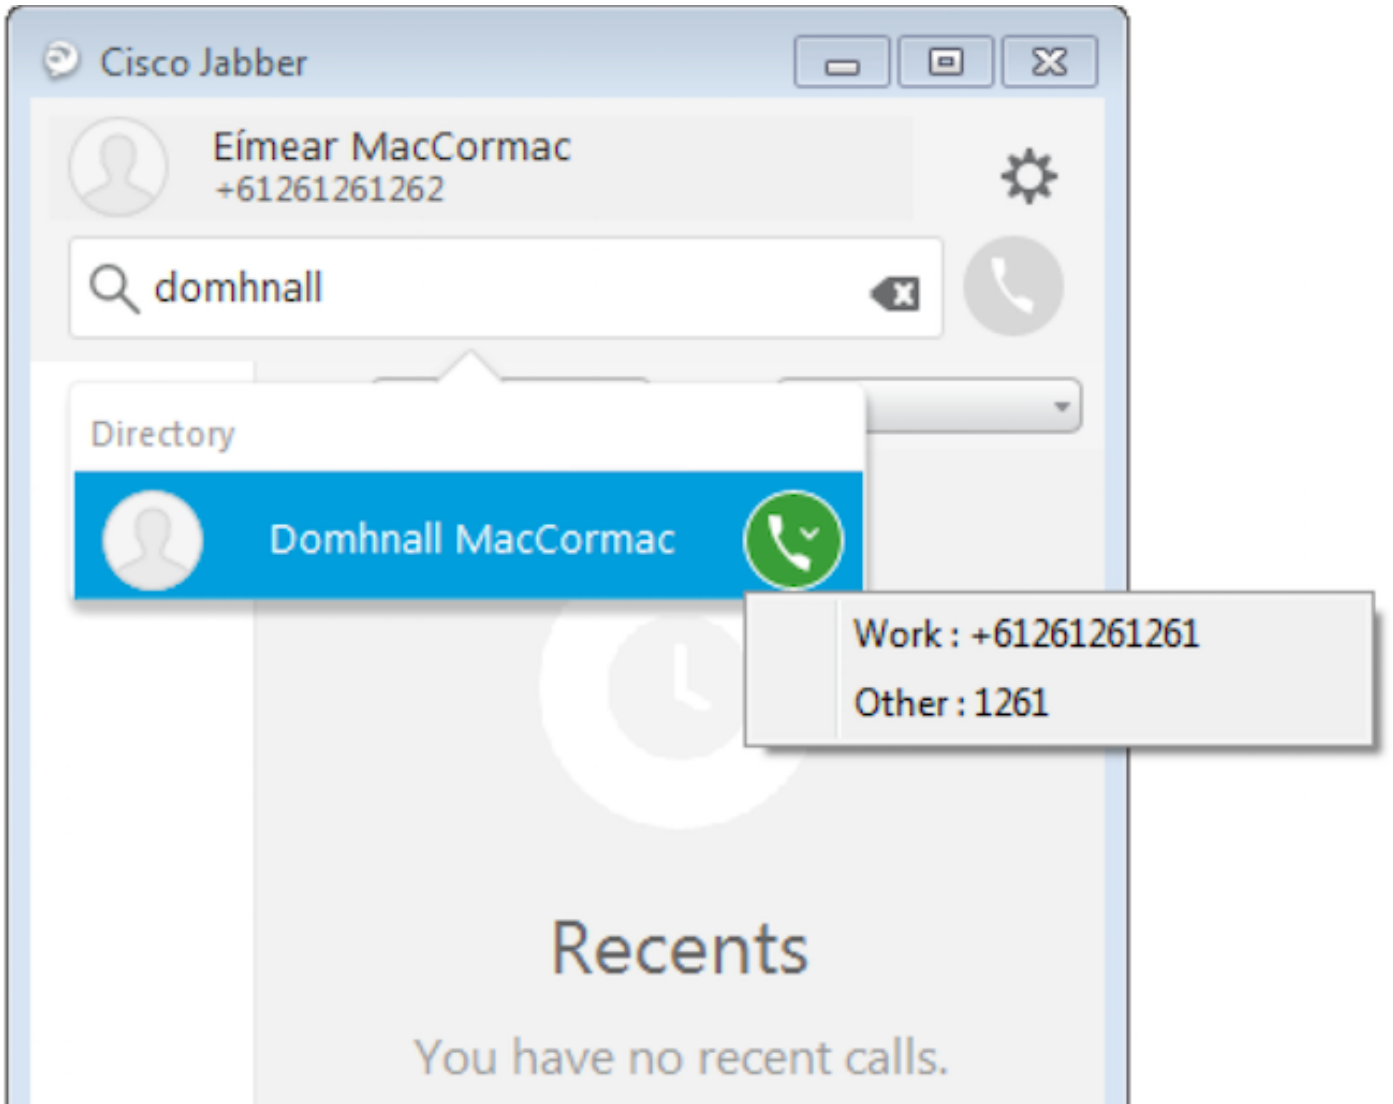 Cisco Jabber
Eímear MacCormac
+61261261262
domhnall
Directory
Domhnall MacCormac
Work : +61261261261
Other : 1261
Recents
You have no recent calls.